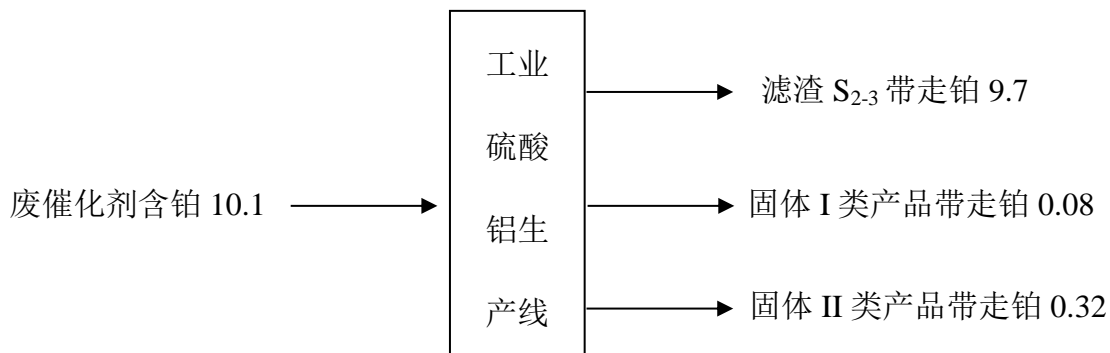 工业
硫酸
铝生
产线
废催化剂含铂 10.1
滤渣 S2-3 带走铂 9.7
固体 I 类产品带走铂 0.08
固体 II 类产品带走铂 0.32